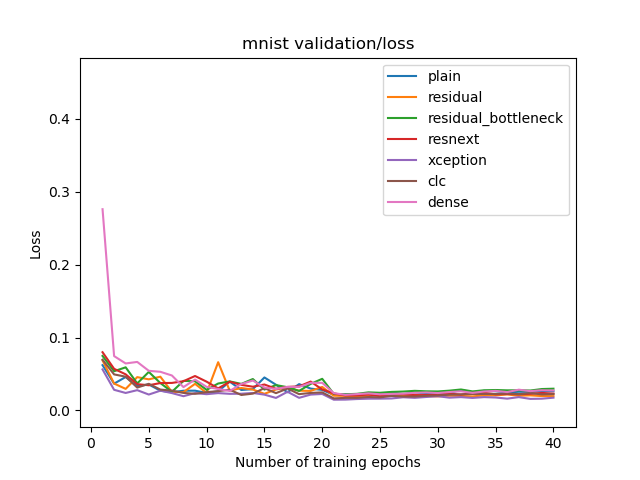 mnist validation/loss
plain
residual
residual_bottleneck
resnext
xception
clc
dense
0.4
0.3
0.2
0.1
0.0
Loss
0 5 10 15 20 25 30 35 40
Number of training epochs